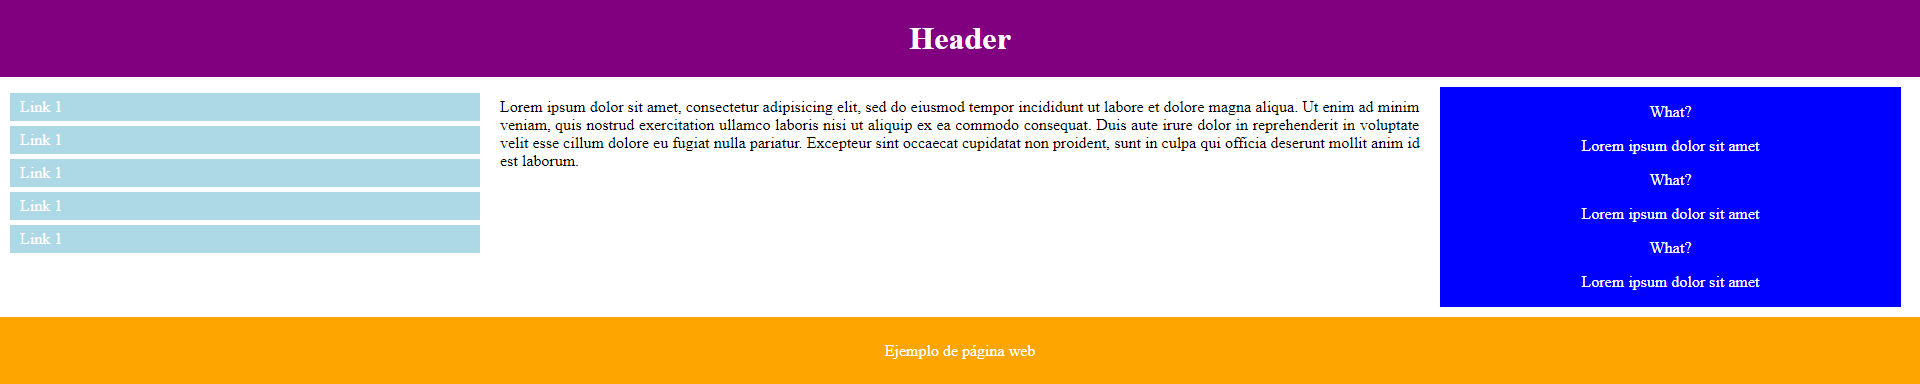 Header
Link 1
Link 1
Link 1
Link 1
Link 1
Lorem ipsum dolor sit amet, consectetur adipisicing elit, sed do eiusmod tempor incididunt ut labore et dolore magna aliqua. Ut enim ad minim
veniam, quis nostrud exercitation ullamco laboris nisi ut aliquip ex ea commodo consequat. Duis aute irure dolor in reprehenderit in voluptate
velit esse cillum dolore eu fugiat nulla pariatur. Excepteur sint occaecat cupidatat non proident, sunt in culpa qui officia deserunt mollit anim id
est laborum.
What?
Lorem ipsum dolor sit amet
What?
Lorem ipsum dolor sit amet
What?
Lorem ipsum dolor sit amet
Ejemplo de página web